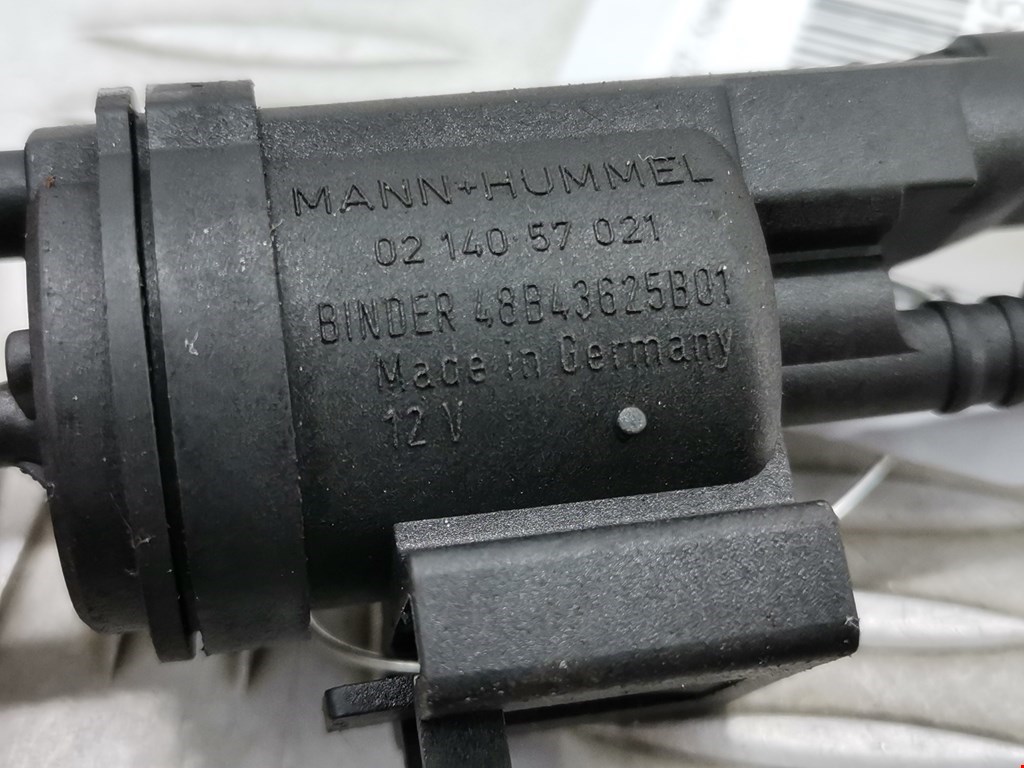 MANN+HUMMEL
02 140 57 021
BINDER 48B43625B01
Made in Germany
12 V